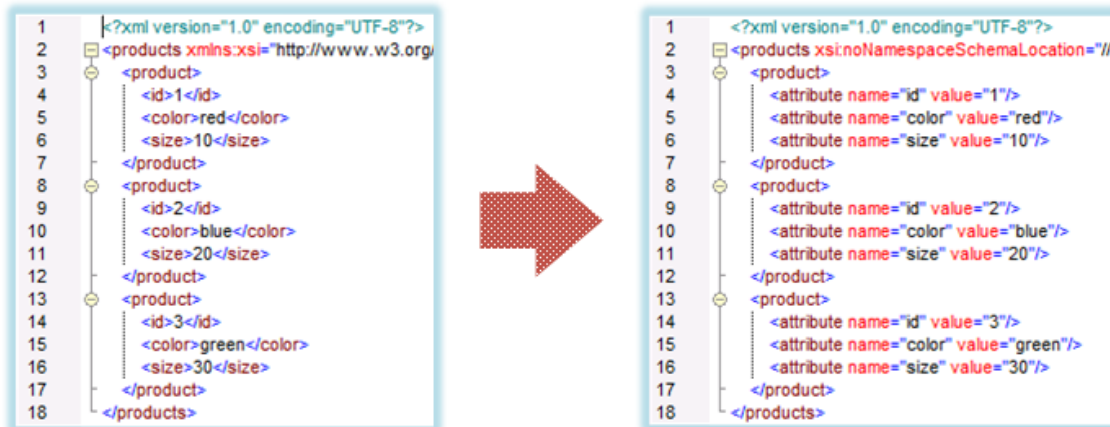 1 <?xml version="1.0" encoding="UTF-8"?>
2 <products xmlns:xsi="http://www.w3.org/
3 <product>
4 <id>1</id>
5 <color>red</color>
6 <size>10</size>
7 </product>
8 <product>
9 <id>2</id>
10 <color>blue</color>
11 <size>20</size>
12 </product>
13 <product>
14 <id>3</id>
15 <color>green</color>
16 <size>30</size>
17 </product>
18 </products>
1 <?xml version="1.0" encoding="UTF-8"?>
2 <products xsi:noNamespaceSchemaLocation="//
3 <product>
4 <attribute name="id" value="1"/>
5 <attribute name="color" value="red"/>
6 <attribute name="size" value="10"/>
7 </product>
8 <product>
9 <attribute name="id" value="2"/>
10 <attribute name="color" value="blue"/>
11 <attribute name="size" value="20"/>
12 </product>
13 <product>
14 <attribute name="id" value="3"/>
15 <attribute name="color" value="green"/>
16 <attribute name="size" value="30"/>
17 </product>
18 </products>